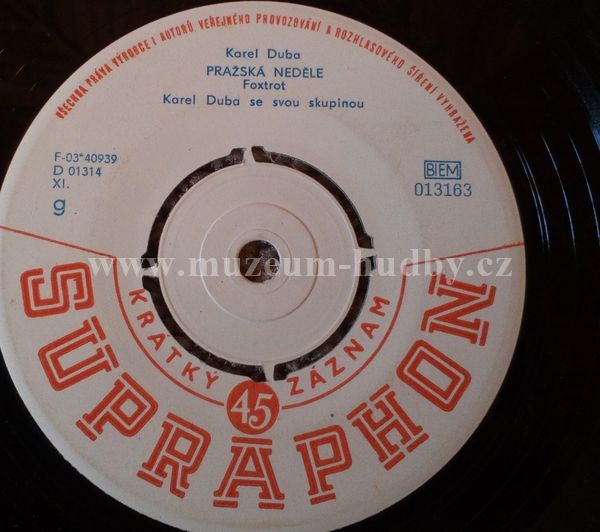 VŠECHNA PRÁVA VÝROBCE I AUTORŮ, VEŘEJNÉHO PROVOZOVÁNÍ A ROZHLASOVÉHO ŠÍŘENÍ VYHRAŽENA
Karel Duba
PRAŽSKÁ NEDĚLE
Foxtrot
Karel Duba se svou skupinou
F-03*40939
D 01314
XI.
g
BIEM
013163
www.muzeum-hudby.cz
KRÁTKÝ 45 ZÁZNAM
SUPRAPHON